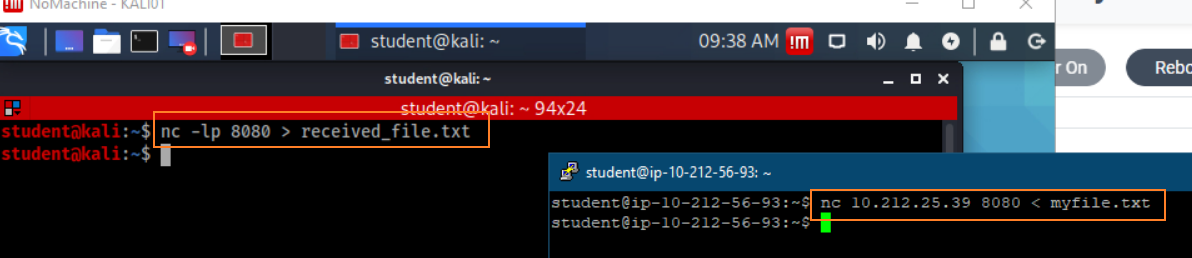 NoMachine - KALI01
student@kali: ~
09:38 AM
!M
r On
Rebo
student@kali: ~
student@kali: ~ 94x24
student@kali:~$ nc -lp 8080 > received_file.txt
student@kali:~$
student@ip-10-212-56-93: ~
student@ip-10-212-56-93:~$ nc 10.212.25.39 8080 < myfile.txt
student@ip-10-212-56-93:~$